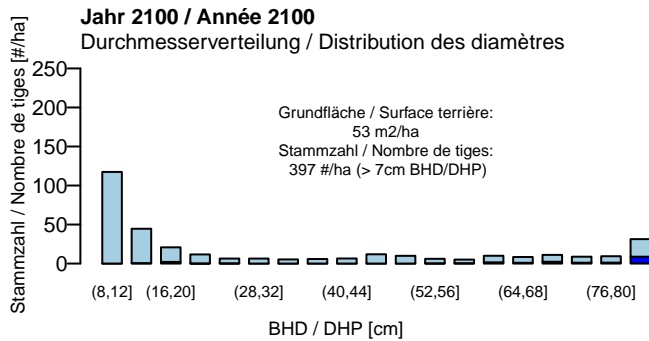 Jahr 2100 / Année 2100
Durchmesserverteilung / Distribution des diamètres
Stammzahl / Nombre de tiges [#/ha]
250
200
150
100
50
0
Grundfläche / Surface terrière:
53 m2/ha
Stammzahl / Nombre de tiges:
397 #/ha (> 7cm BHD/DHP)
(8,12] (16,20] (28,32] (40,44] (52,56] (64,68] (76,80]
BHD / DHP [cm]